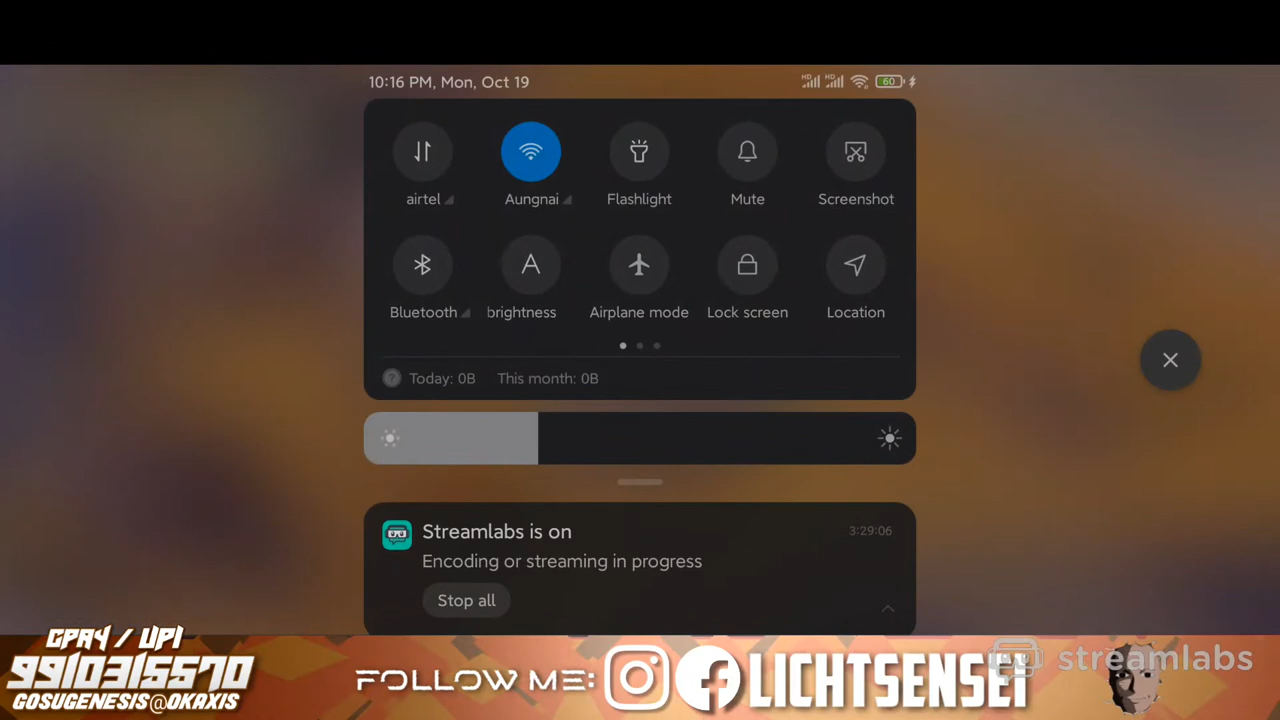 10:16 PM, Mon, Oct 19
HD HD 60
airtel Aungnai Flashlight Mute Screenshot
A
Bluetooth brightness Airplane mode Lock screen Location
? Today: 0B This month: 0B
Streamlabs is on 3:29:06
Encoding or streaming in progress
Stop all
GPAY / UPI
9910315570
GOSUGENESIS@OKAXIS
FOLLOW ME: LICHTSENSEI
streamlabs